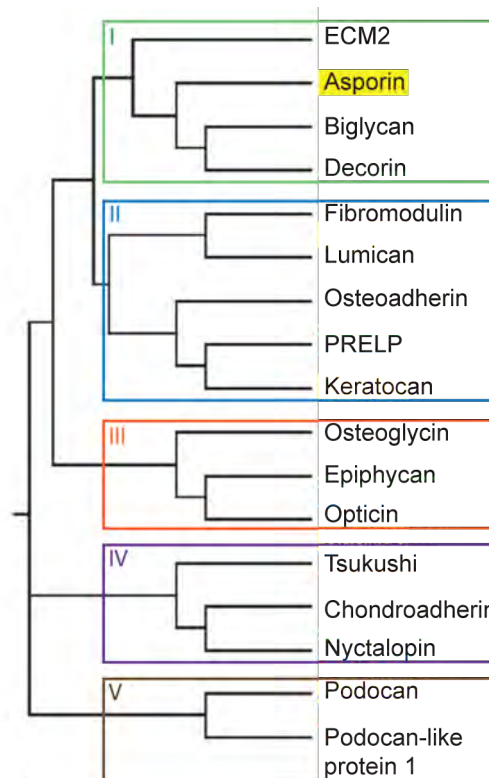 I
ECM2
Asporin
Biglycan
Decorin
II
Fibromodulin
Lumican
Osteoadherin
PRELP
Keratocan
III
Osteoglycin
Epiphycan
Opticin
IV
Tsukushi
Chondroadherin
Nyctalopin
V
Podocan
Podocan-like
protein 1